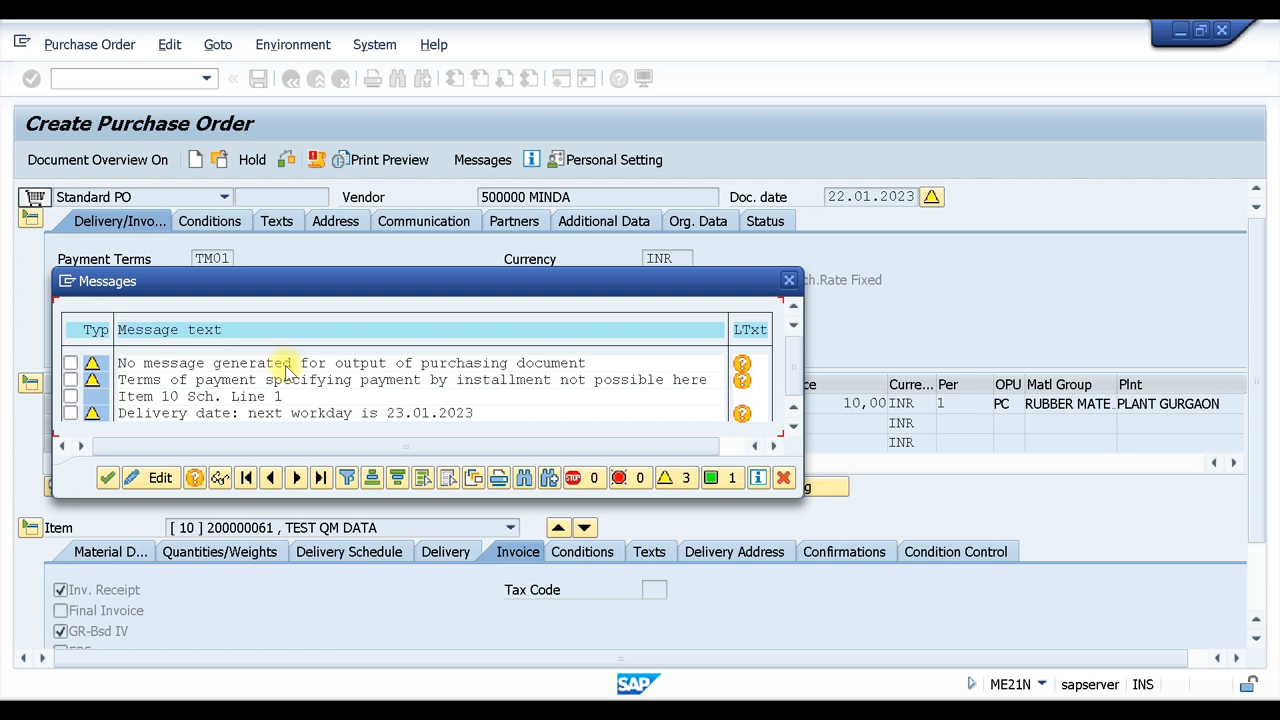 Purchase Order Edit Goto Environment System Help
Create Purchase Order
Document Overview On Hold Print Preview Messages Personal Setting
Standard PO Vendor 500000 MINDA Doc. date 22.01.2023
Delivery/Invo... Conditions Texts Address Communication Partners Additional Data Org. Data Status
Payment Terms TM01 Currency INR
ch.Rate Fixed
Messages
Typ Message text LTxt
No message generated for output of purchasing document
Terms of payment specifying payment by installment not possible here
Item 10 Sch. Line 1
Delivery date: next workday is 23.01.2023
Edit STOP 0 0 3 1
Curre... Per OPU Matl Group Plnt
10,00 INR 1 PC RUBBER MATE.. PLANT GURGAON
INR
INR
Item [ 10 ] 200000061 , TEST QM DATA
Material D... Quantities/Weights Delivery Schedule Delivery Invoice Conditions Texts Delivery Address Confirmations Condition Control
Inv. Receipt Tax Code
Final Invoice
GR-Bsd IV
SAP ME21N sapserver INS